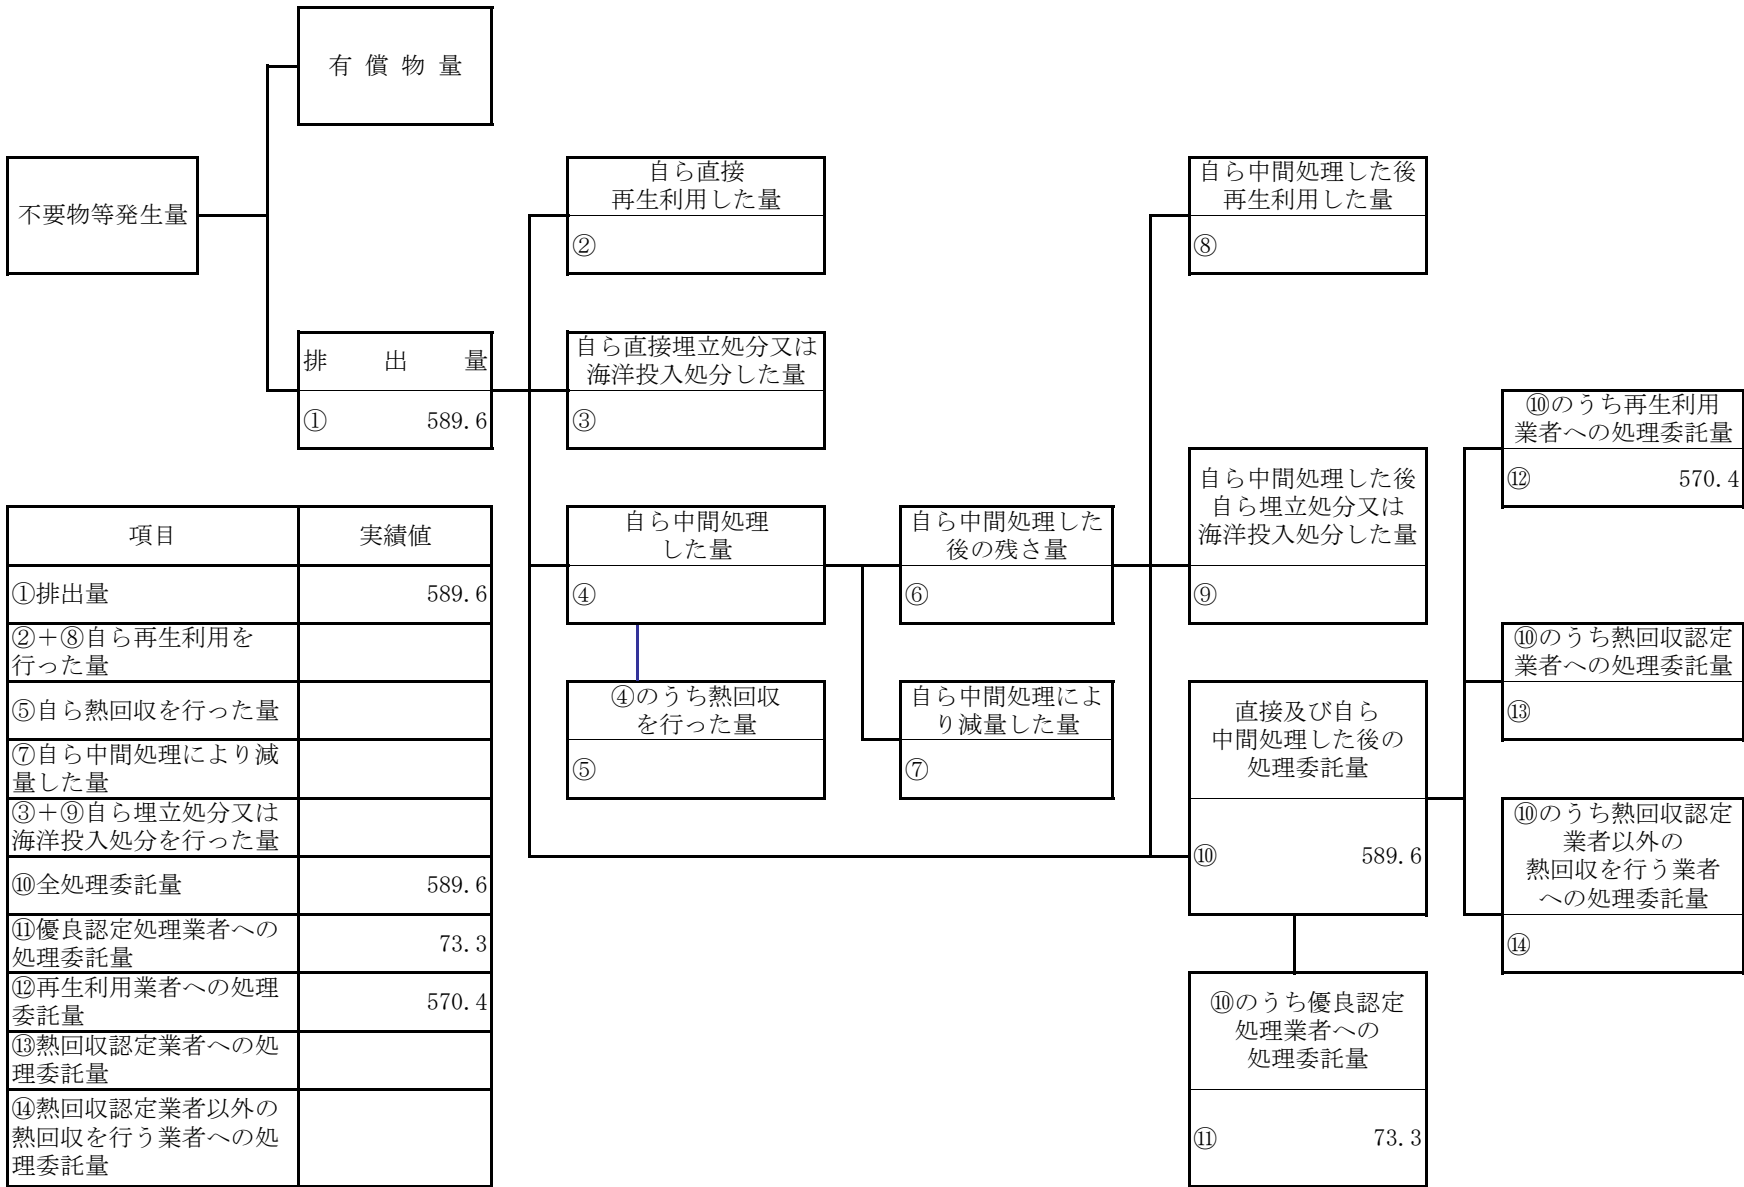 有 償 物 量
不要物等発生量
排 出 量
① 589.6
自ら直接
再生利用した量
②
自ら直接埋立処分又は
海洋投入処分した量
③
自ら中間処理
した量
④
④のうち熱回収
を行った量
⑤
自ら中間処理した
後の残さ量
⑥
自ら中間処理によ
り減量した量
⑦
自ら中間処理した後
再生利用した量
⑧
自ら中間処理した後
自ら埋立処分又は
海洋投入処分した量
⑨
直接及び自ら
中間処理した後の
処理委託量
⑩ 589.6
⑩のうち優良認定
処理業者への
処理委託量
⑪ 73.3
⑩のうち再生利用
業者への処理委託量
⑫ 570.4
⑩のうち熱回収認定
業者への処理委託量
⑬
⑩のうち熱回収認定
業者以外の
熱回収を行う業者
への処理委託量
⑭
項目 実績値
①排出量 589.6
②＋⑧自ら再生利用を
行った量
⑤自ら熱回収を行った量
⑦自ら中間処理により減
量した量
③＋⑨自ら埋立処分又は
海洋投入処分を行った量
⑩全処理委託量 589.6
⑪優良認定処理業者への
処理委託量 73.3
⑫再生利用業者への処理
委託量 570.4
⑬熱回収認定業者への処
理委託量
⑭熱回収認定業者以外の
熱回収を行う業者への処
理委託量